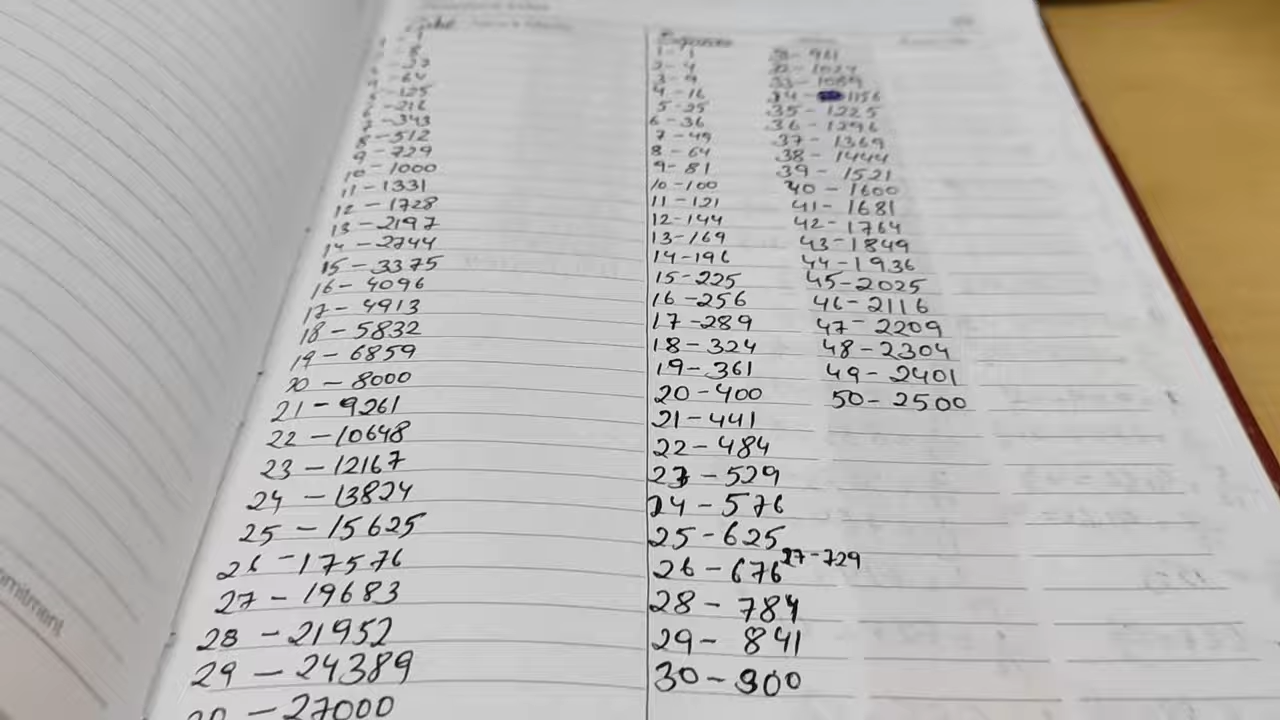 Cubes
1
8
27
64
5 - 125
6 - 216
7 - 343
8 - 512
9 - 729
10 - 1000
11 - 1331
12 - 1728
13 - 2197
14 - 2744
15 - 3375
16 - 4096
17 - 4913
18 - 5832
19 - 6859
20 - 8000
21 - 9261
22 - 10648
23 - 12167
24 - 13824
25 - 15625
26 - 17576
27 - 19683
28 - 21952
29 - 24389
30 - 27000
Squares
1 - 1
2 - 4
3 - 9
4 - 16
5 - 25
6 - 36
7 - 49
8 - 64
9 - 81
10 - 100
11 - 121
12 - 144
13 - 169
14 - 196
15 - 225
16 - 256
17 - 289
18 - 324
19 - 361
20 - 400
21 - 441
22 - 484
23 - 529
24 - 576
25 - 625
26 - 676 27 - 729
28 - 784
29 - 841
30 - 900
31 - 961
32 - 1024
33 - 1089
34 - 1156
35 - 1225
36 - 1296
37 - 1369
38 - 1444
39 - 1521
40 - 1600
41 - 1681
42 - 1764
43 - 1849
44 - 1936
45 - 2025
46 - 2116
47 - 2209
48 - 2304
49 - 2401
50 - 2500